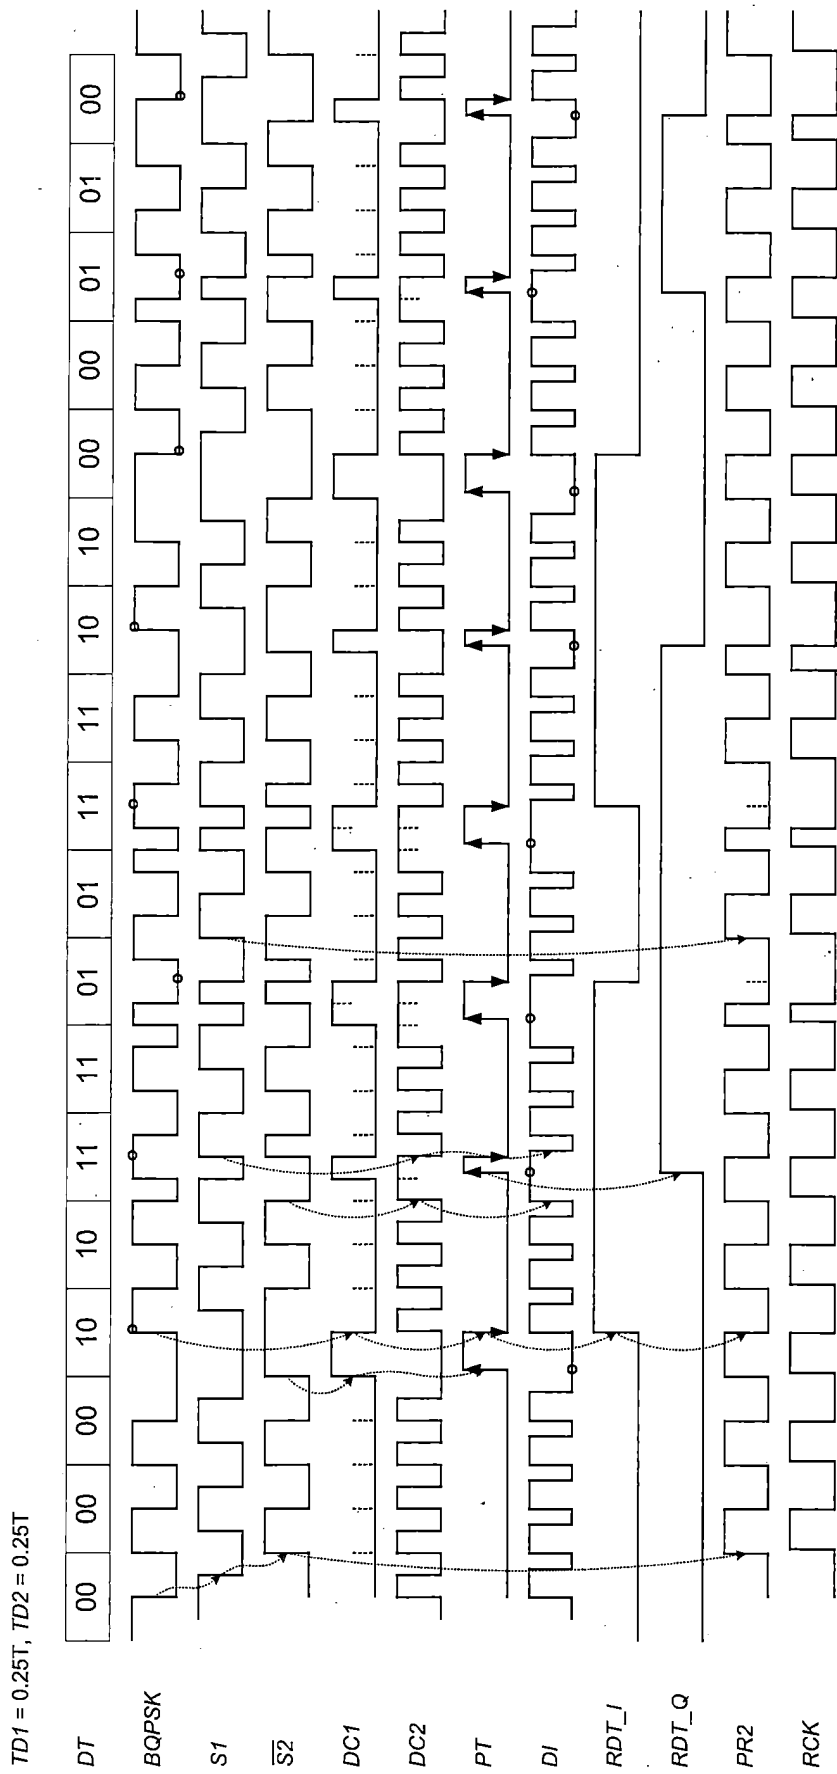 TD1 = 0.25T, TD2 = 0.25T
DT 00 00 00 10 10 11 11 01 01 11 11 10 10 00 00 01 01 00
BQPSK
S1
S̅2̅
DC1
DC2
PT
DI
RDT_I
RDT_Q
PR2
RCK